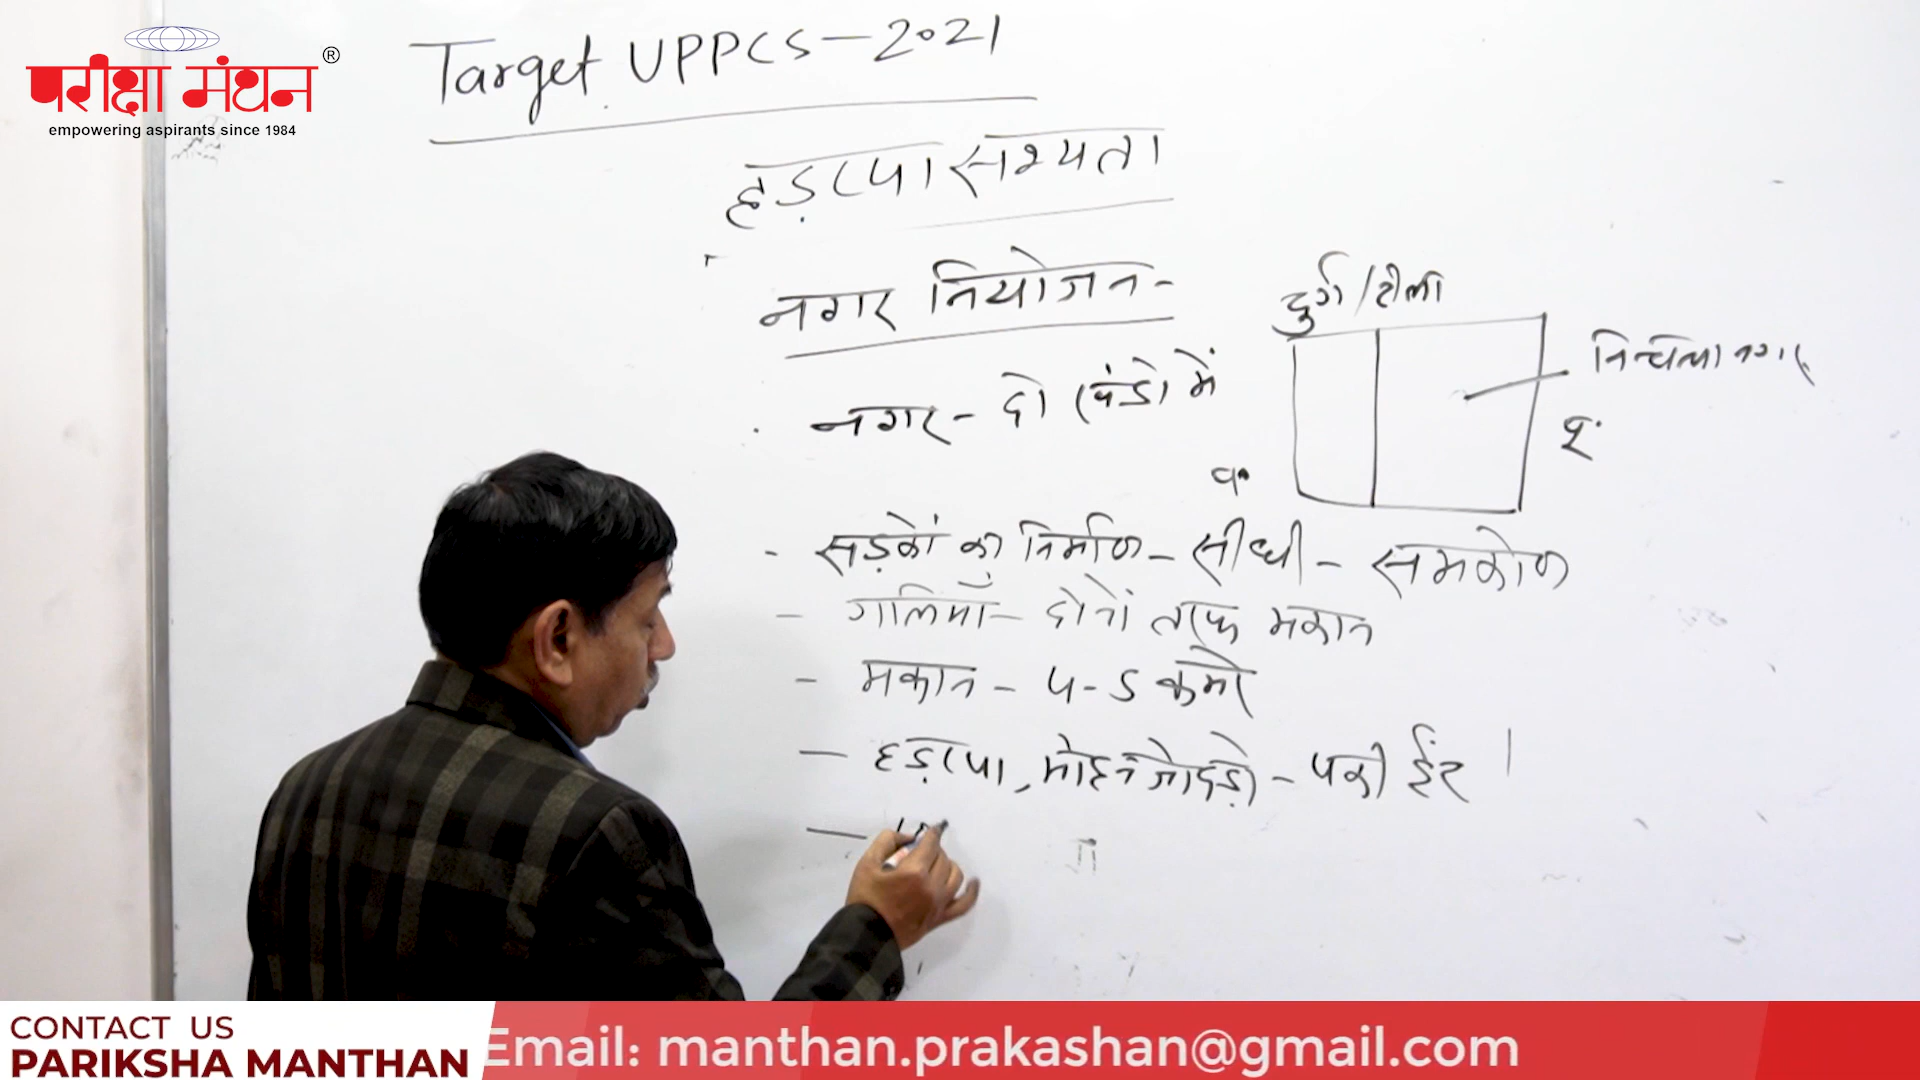 परीक्षा मंथन ®
empowering aspirants since 1984
Target UPPCS - 2021
हड़प्पा सभ्यता
नगर नियोजन -
दुर्ग / टीला
निचला नगर
नगर - दो खंडो में
पू.
प.
- सड़कों का निर्माण - सीधी - समकोण
- गलियाँ - दोनों तरफ मकान
- मकान - 4-5 कमरे
- हड़प्पा, मोहनजोदड़ो - पकी ईंट ।
CONTACT US
PARIKSHA MANTHAN
Email: manthan.prakashan@gmail.com